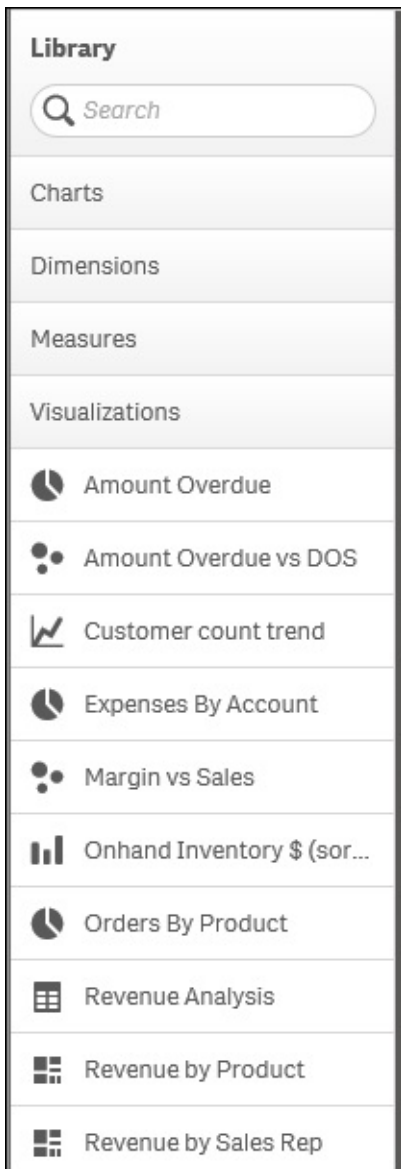 Library
Search
Charts
Dimensions
Measures
Visualizations
Amount Overdue
Amount Overdue vs DOS
Customer count trend
Expenses By Account
Margin vs Sales
Onhand Inventory $ (sor...
Orders By Product
Revenue Analysis
Revenue by Product
Revenue by Sales Rep